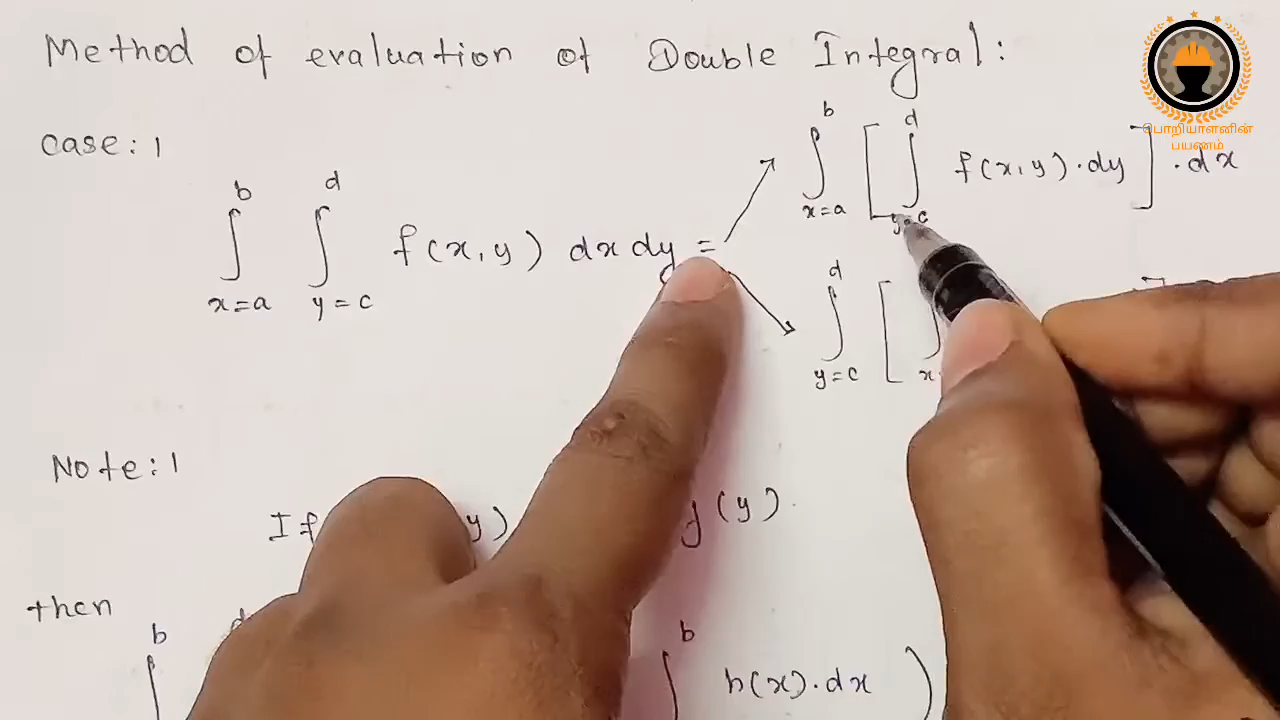 Method of evaluation of Double Integral:
பொறியாளனின்
பயணம்
case: 1
∫_{x=a}^{b} ∫_{y=c}^{d} f(x,y) dx dy =
∫_{x=a}^{b} [ ∫_{y=c}^{d} f(x,y)·dy ]·dx
∫_{y=c}^{d} [ ∫
Note: 1
If y) g(y).
then
∫^{b} d ∫^{b} h(x)·dx )